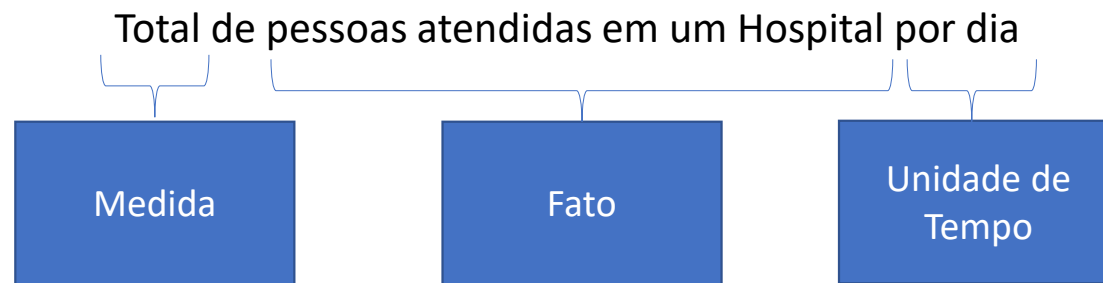 Total de pessoas atendidas em um Hospital por dia
Medida
Fato
Unidade de
Tempo